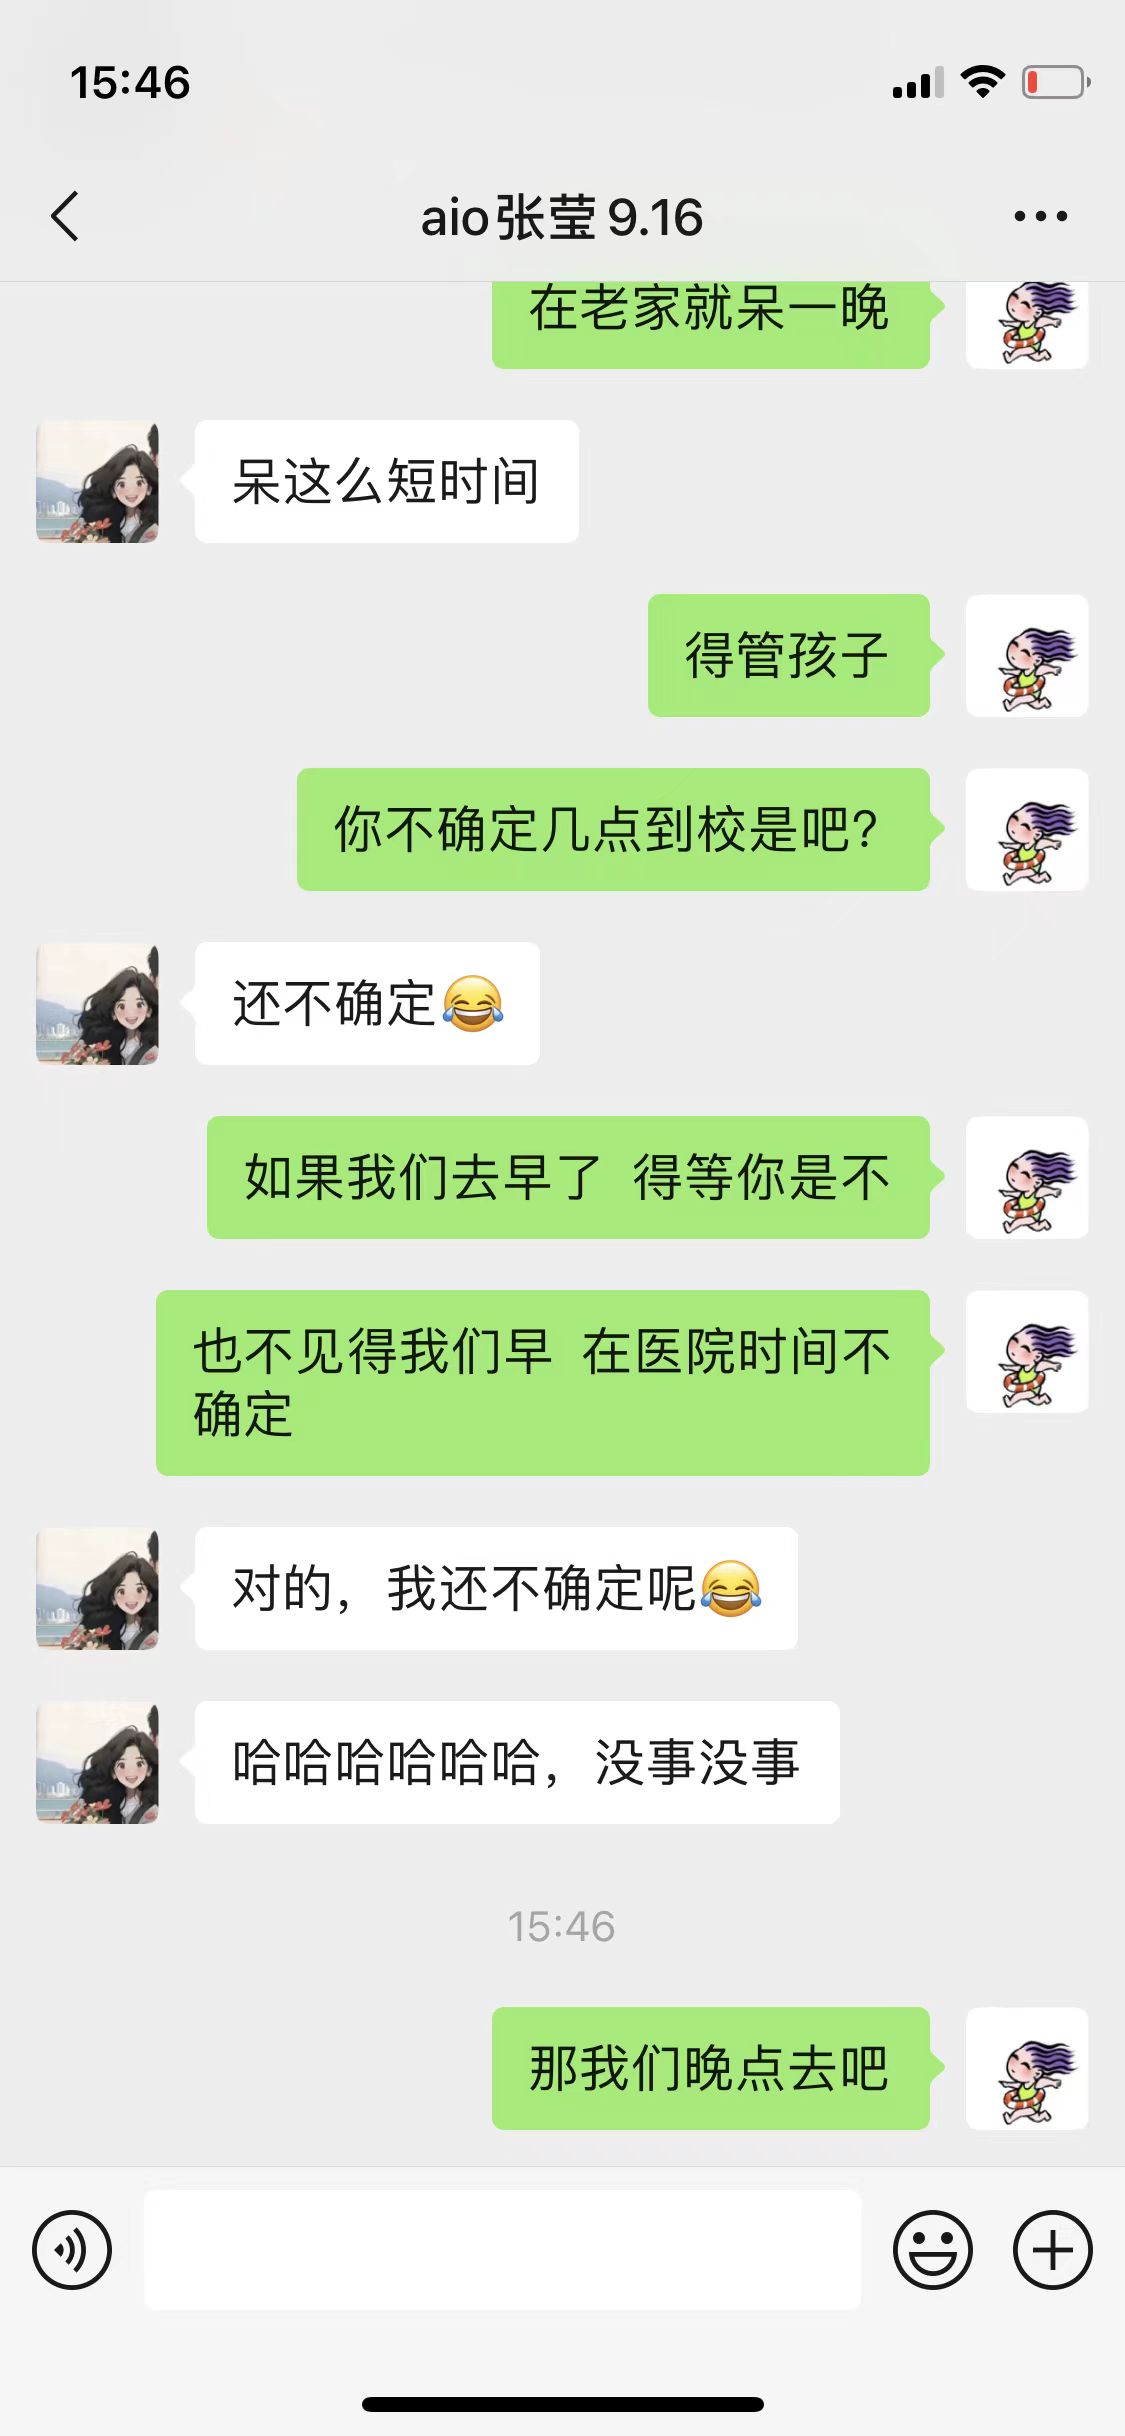 15:46
aio张莹9.16
在老家就呆一晚
呆这么短时间
得管孩子
你不确定几点到校是吧?
还不确定😂
如果我们去早了 得等你是不
也不见得我们早 在医院时间不
确定
对的，我还不确定呢😂
哈哈哈哈哈哈，没事没事
15:46
那我们晚点去吧